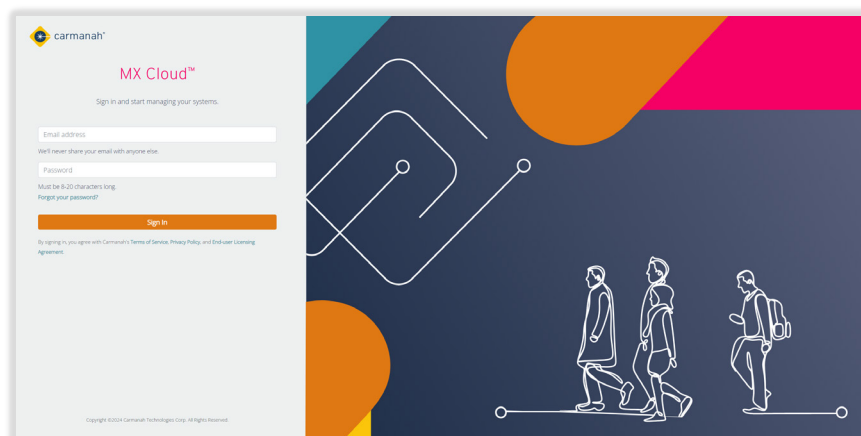 carmanah®
MX Cloud™
Sign in and start managing your systems.
Email address
We'll never share your email with anyone else.
Password
Must be 8-20 characters long.
Forgot your password?
Sign In
By signing in, you agree with Carmanah's Terms of Service, Privacy Policy, and End-user Licensing
Agreement.
Copyright ©2024 Carmanah Technologies Corp. All Rights Reserved.